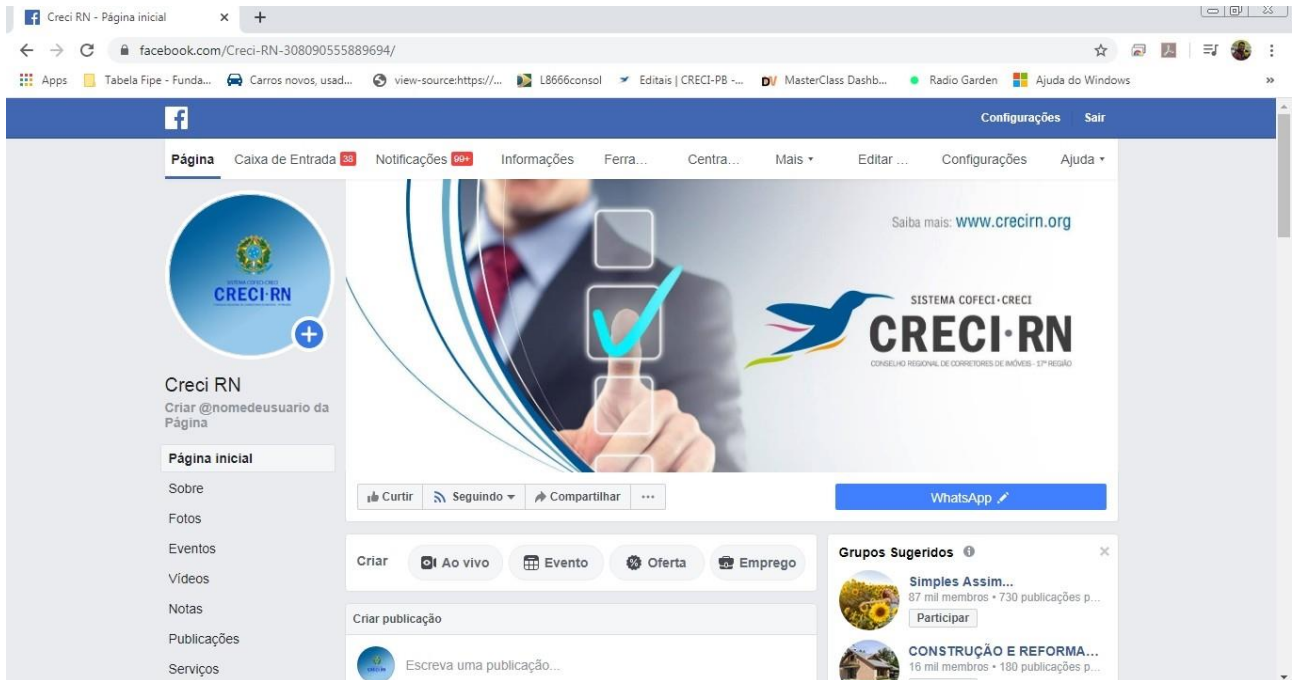 Creci RN - Página inicial
facebook.com/Creci-RN-308090555889694/
Apps Tabela Fipe - Funda... Carros novos, usad... view-source:https://... L8666consol Editais | CRECI-PB -... MasterClass Dashb... Radio Garden Ajuda do Windows »
Configurações Sair
Página Caixa de Entrada 38 Notificações 99+ Informações Ferra... Centra... Mais Editar ... Configurações Ajuda
Saiba mais: www.crecirn.org
SISTEMA COFECI-CRECI
CRECI·RN
SISTEMA COFECI·CRECI
CRECI·RN
CONSELHO REGIONAL DE CORRETORES DE IMÓVEIS - 17ª REGIÃO
Creci RN
Criar @nomedeusuario da
Página
Página inicial
Sobre
Fotos
Eventos
Vídeos
Notas
Publicações
Serviços
Curtir Seguindo Compartilhar ...
WhatsApp
Criar Ao vivo Evento Oferta Emprego
Criar publicação
Escreva uma publicação...
Grupos Sugeridos
Simples Assim...
87 mil membros • 730 publicações p...
Participar
CONSTRUÇÃO E REFORMA...
16 mil membros • 180 publicações p...